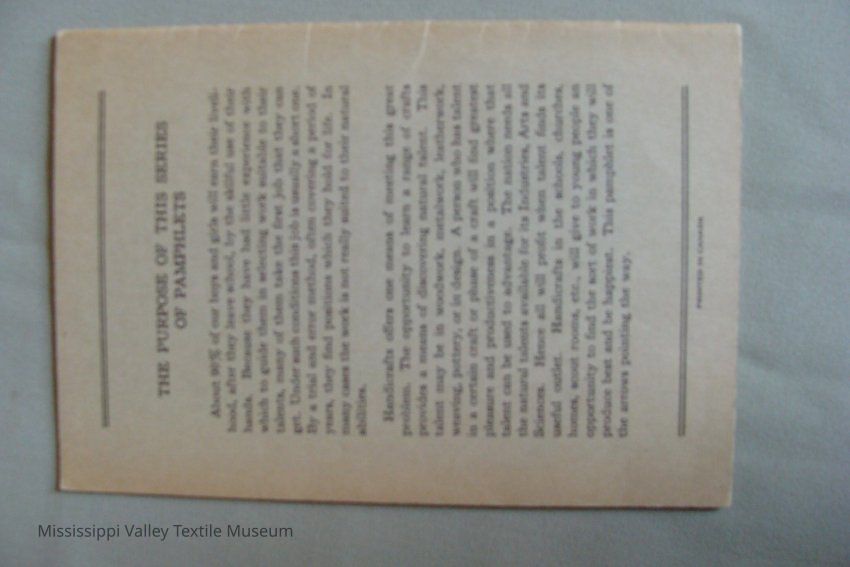 THE PURPOSE OF THIS SERIES
OF PAMPHLETS
About 90% of our boys and girls will earn their liveli-
hood, after they leave school, by the skilful use of their
hands. Because they have had little experience with
which to guide them in selecting work suitable to their
talents, many of them take the first job that they can
get. Under such conditions this job is usually a short one.
By a trial and error method, often covering a period of
years, they find positions which they hold for life. In
many cases the work is not really suited to their natural
abilities.
Handicrafts offers one means of meeting this great
problem. The opportunity to learn a range of crafts
provides a means of discovering natural talent. This
talent may be in woodwork, metalwork, leatherwork,
weaving, pottery, or in design. A person who has talent
in a certain craft or phase of a craft will find greatest
pleasure and productiveness in a position where that
talent can be used to advantage. The nation needs all
the natural talents available for its Industries, Arts and
Sciences. Hence all will profit when talent finds its
useful outlet. Handicrafts in the schools, churches,
homes, scout rooms, etc., will give to young people an
opportunity to find the sort of work in which they will
produce best and be happiest. This pamphlet is one of
the arrows pointing the way.
PRINTED IN CANADA
Mississippi Valley Textile Museum